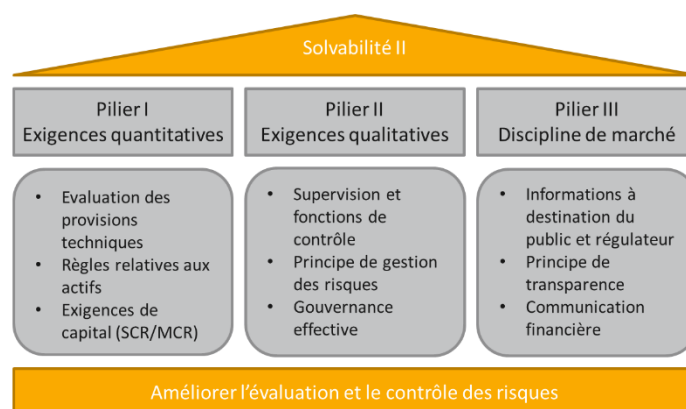 Solvabilité II
Pilier I
Exigences quantitatives
Pilier II
Exigences qualitatives
Pilier III
Discipline de marché
• Evaluation des
provisions
techniques
• Règles relatives aux
actifs
• Exigences de
capital (SCR/MCR)
• Supervision et
fonctions de
contrôle
• Principe de gestion
des risques
• Gouvernance
effective
• Informations à
destination du
public et régulateur
• Principe de
transparence
• Communication
financière
Améliorer l’évaluation et le contrôle des risques